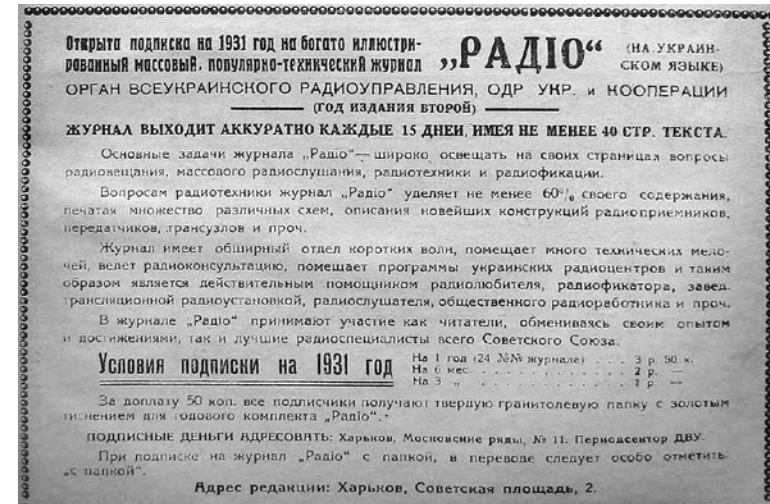 Открыта подписка на 1931 год на богато иллюстри-
рованный массовый, популярно-технический журнал
„РАДІО“
(НА УКРАИН-
СКОМ ЯЗЫКЕ)
ОРГАН ВСЕУКРАИНСКОГО РАДИОУПРАВЛЕНИЯ, ОДР УКР. и КООПЕРАЦИИ
(ГОД ИЗДАНИЯ ВТОРОЙ)
ЖУРНАЛ ВЫХОДИТ АККУРАТНО КАЖДЫЕ 15 ДНЕЙ, ИМЕЯ НЕ МЕНЕЕ 40 СТР. ТЕКСТА.
Основные задачи журнала „Радіо“ — широко освещать на своих страницах вопросы
радиовещания, массового радиослушания, радиотехники и радиофикации.
Вопросам радиотехники журнал „Радіо“ уделяет не менее 60% своего содержания,
печатая множество различных схем, описания новейших конструкций радиоприемников,
передатчиков, трансузлов и проч.
Журнал имеет обширный отдел коротких волн, помещает много технических мело-
чей, ведет радиоконсультацию, помещает программы украинских радиоцентров и таким
образом является действительным помощником радиолюбителя, радиофикатора, завед.
трансляционной радиоустановкой, радиослушателя, общественного радиоработника и проч.
В журнале „Радіо“ принимают участие как читатели, обмениваясь своим опытом
и достижениями, так и лучшие радиоспециалисты всего Советского Союза.
Условия подписки на 1931 год
На 1 год (24 №№ журнала) . . . 3 р. 90 к.
На 6 мес. . . . . . . . . . . . 2 р. —
На 3 „ . . . . . . . . . . . . 1 р. —
За доплату 50 коп. все подписчики получают твердую гранитолевую папку с золотым
тиснением для годового комплекта „Радіо“.
ПОДПИСНЫЕ ДЕНЬГИ АДРЕСОВАТЬ: Харьков, Московские ряды, № 11. Периодсектор ДВУ.
При подписке на журнал „Радіо“ с папкой, в переводе следует особо отметить
„с папкой“.
Адрес редакции: Харьков, Советская площадь, 2.